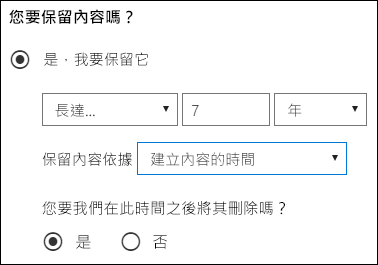 您要保留內容嗎？
是，我要保留它
長達... 7 年
保留內容依據 建立內容的時間
您要我們在此時間之後將其刪除嗎？
是 否